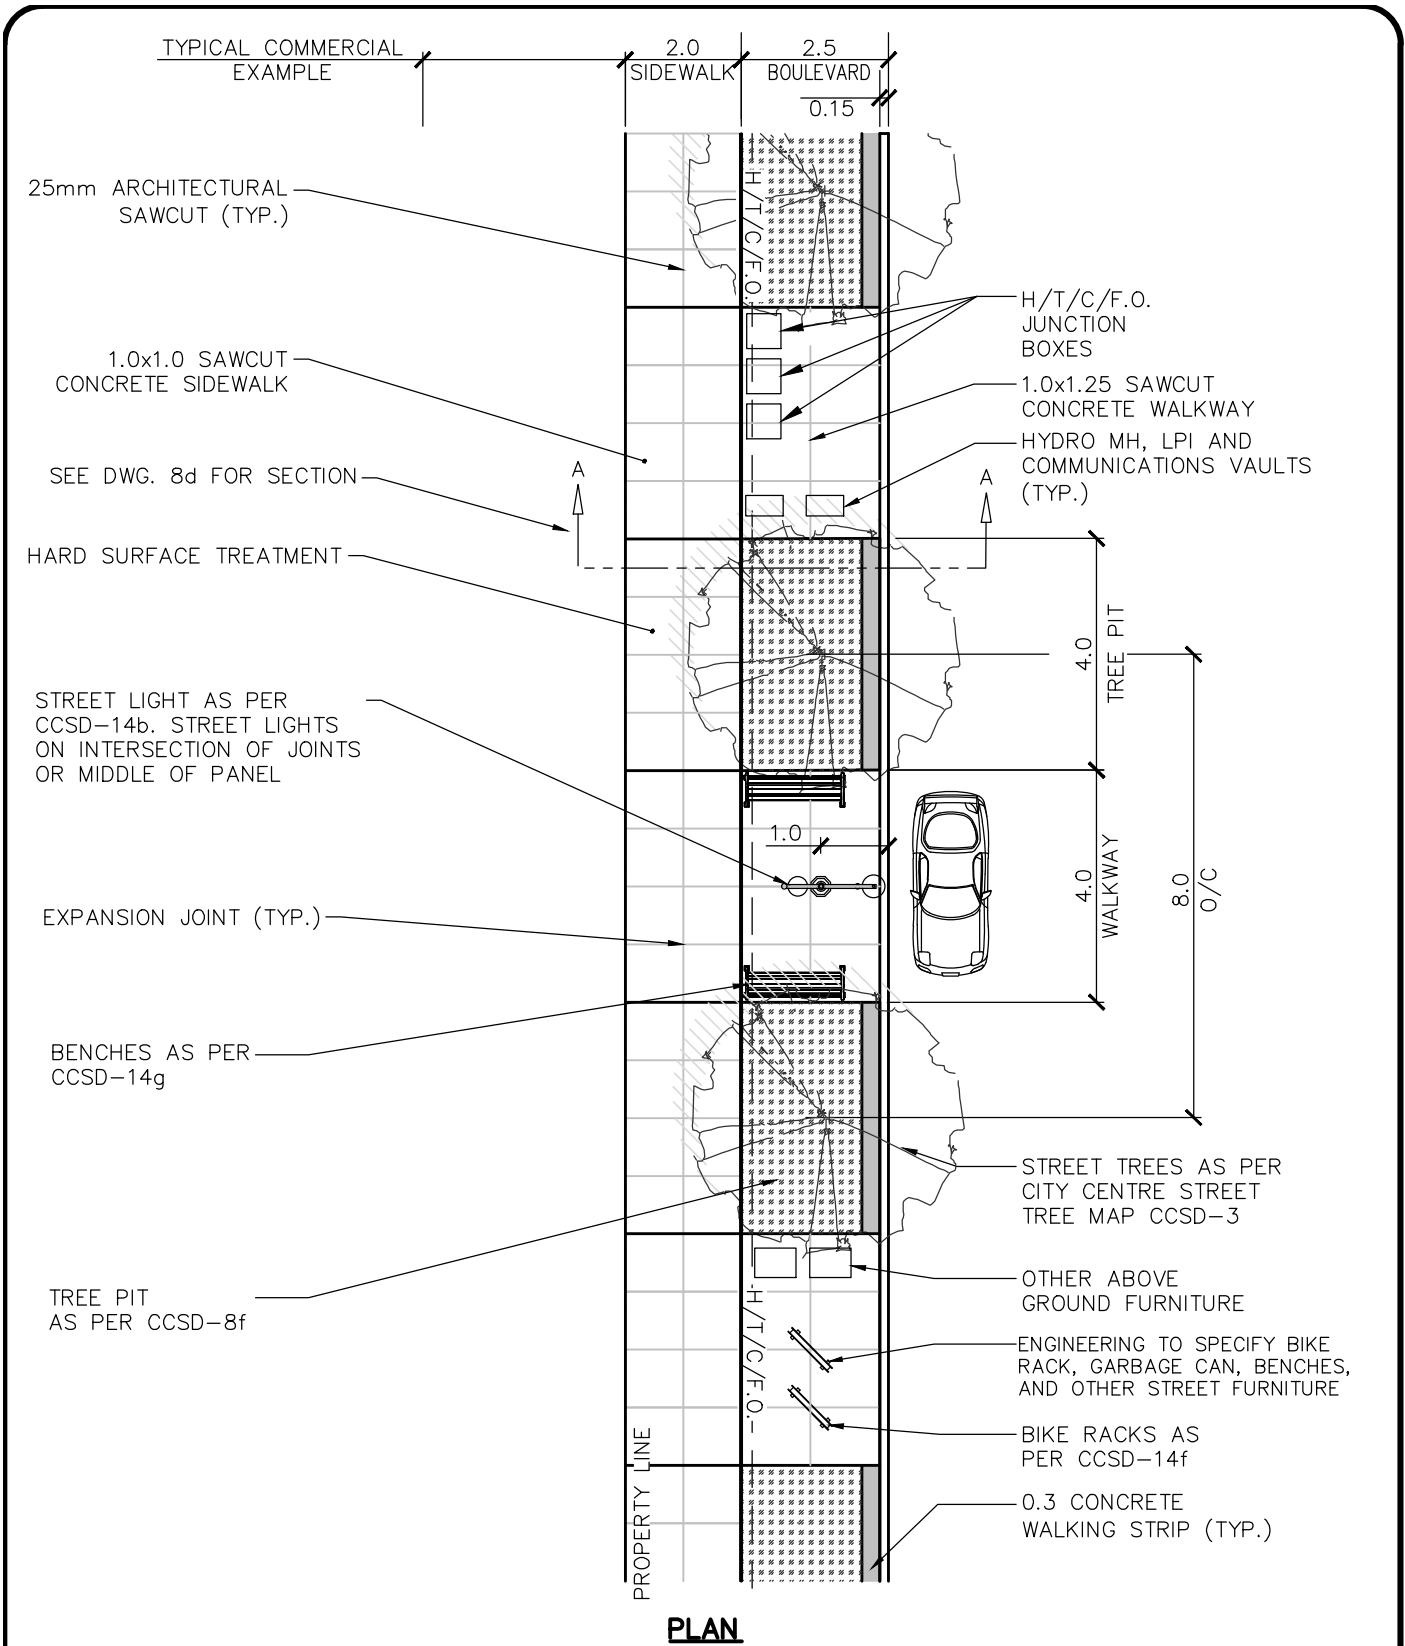 TYPICAL COMMERCIAL
EXAMPLE
2.0
SIDEWALK
2.5
BOULEVARD
0.15
25mm ARCHITECTURAL
SAWCUT (TYP.)
H/T/C/F.O.
H/T/C/F.O.
JUNCTION
BOXES
1.0x1.0 SAWCUT
CONCRETE SIDEWALK
1.0x1.25 SAWCUT
CONCRETE WALKWAY
HYDRO MH, LPI AND
COMMUNICATIONS VAULTS
(TYP.)
SEE DWG. 8d FOR SECTION
A
A
HARD SURFACE TREATMENT
4.0
TREE PIT
STREET LIGHT AS PER
CCSD-14b. STREET LIGHTS
ON INTERSECTION OF JOINTS
OR MIDDLE OF PANEL
1.0
4.0
WALKWAY
8.0
O/C
EXPANSION JOINT (TYP.)
BENCHES AS PER
CCSD-14g
STREET TREES AS PER
CITY CENTRE STREET
TREE MAP CCSD-3
TREE PIT
AS PER CCSD-8f
OTHER ABOVE
GROUND FURNITURE
H/T/C/F.O.
ENGINEERING TO SPECIFY BIKE
RACK, GARBAGE CAN, BENCHES,
AND OTHER STREET FURNITURE
BIKE RACKS AS
PER CCSD-14f
PROPERTY LINE
0.3 CONCRETE
WALKING STRIP (TYP.)
PLAN